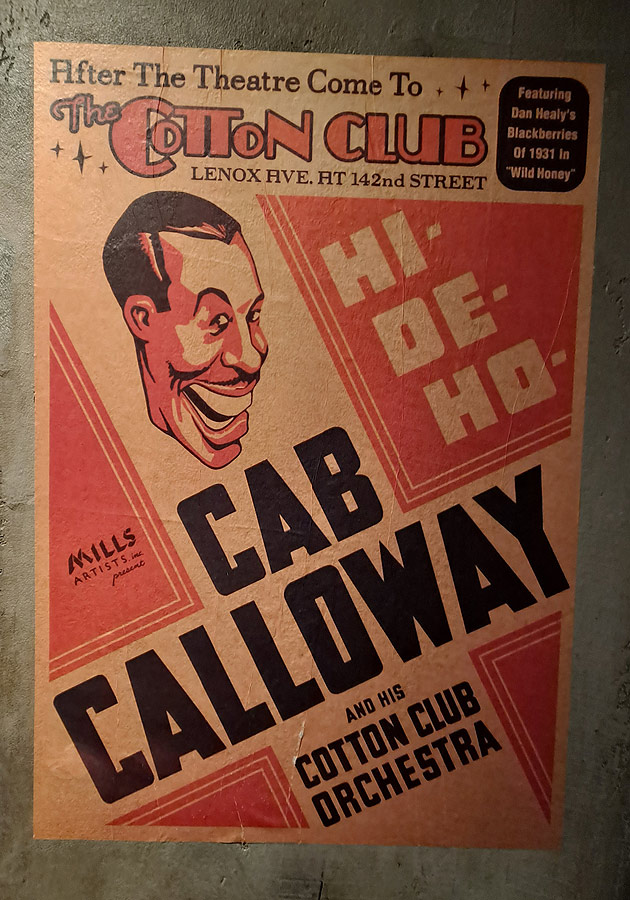 After The Theatre Come To
The Cotton Club
LENOX AVE. AT 142nd STREET
Featuring
Dan Healy's
Blackberries
Of 1931 In
"Wild Honey"
HI-
DE-
HO-
CAB
CALLOWAY
MILLS
ARTISTS, inc.
present
AND HIS
COTTON CLUB
ORCHESTRA